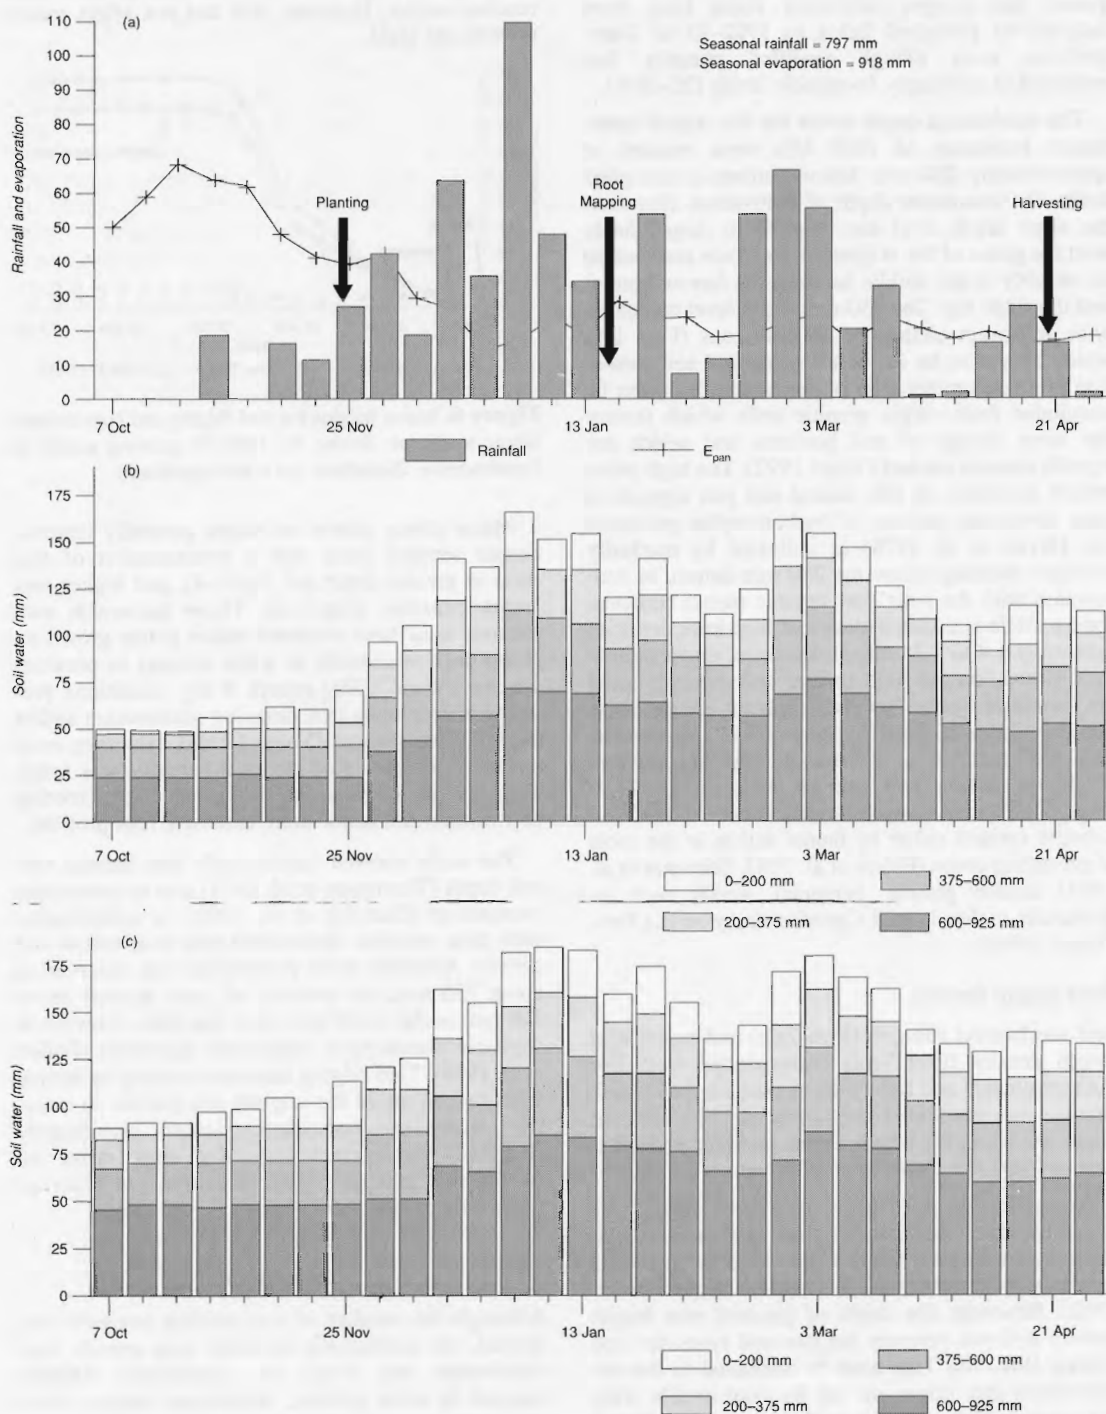 (a)
Seasonal rainfall = 797 mm
Seasonal evaporation = 918 mm
110
100
90
80
70
60
50
40
30
20
10
0
Rainfall and evaporation
Planting
Root
Mapping
Harvesting
7 Oct
25 Nov
13 Jan
3 Mar
21 Apr
Rainfall
E_pan
(b)
175
150
125
100
75
50
25
0
Soil water (mm)
7 Oct
25 Nov
13 Jan
3 Mar
21 Apr
0–200 mm
375–600 mm
200–375 mm
600–925 mm
(c)
175
150
125
100
75
50
25
0
Soil water (mm)
7 Oct
25 Nov
13 Jan
3 Mar
21 Apr
0–200 mm
375–600 mm
200–375 mm
600–925 mm